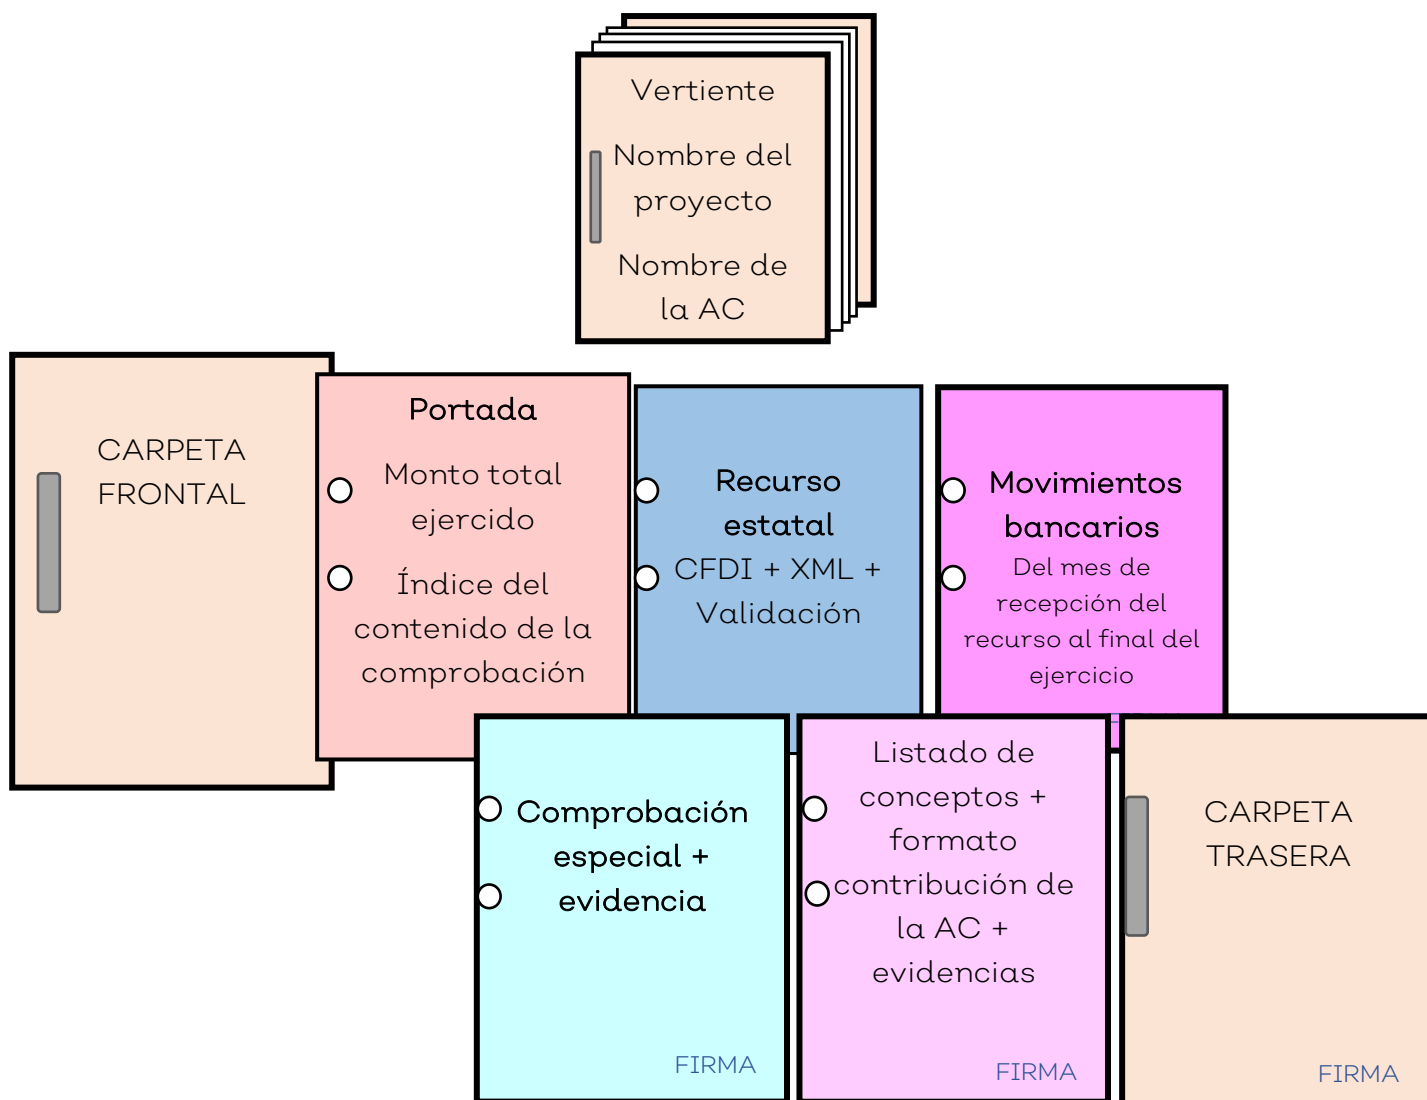 Vertiente
Nombre del
proyecto
Nombre de
la AC
CARPETA
FRONTAL
Portada
Monto total
ejercido
Índice del
contenido de la
comprobación
Recurso
estatal
CFDI + XML +
Validación
Movimientos
bancarios
Del mes de
recepción del
recurso al final del
ejercicio
Comprobación
especial +
evidencia
FIRMA
Listado de
conceptos +
formato
contribución de
la AC +
evidencias
FIRMA
CARPETA
TRASERA
FIRMA